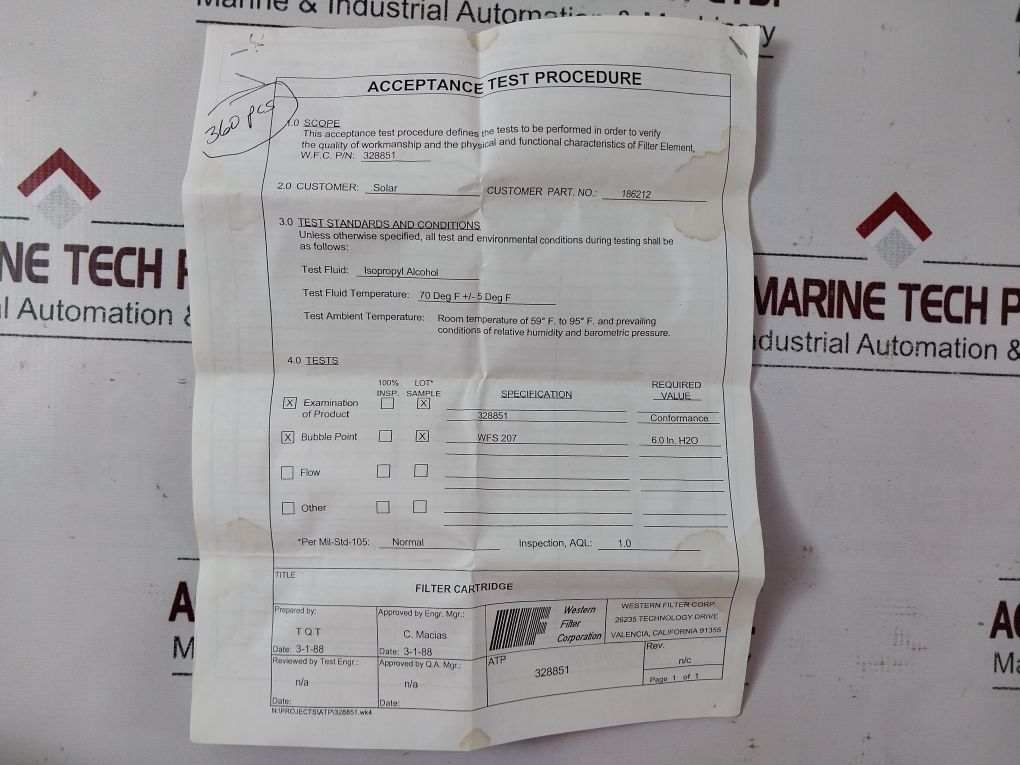 Marine & Industrial Automation & Machinery
360 pcs
ACCEPTANCE TEST PROCEDURE
1.0 SCOPE
This acceptance test procedure defines the tests to be performed in order to verify
the quality of workmanship and the physical and functional characteristics of Filter Element,
W.F.C. P/N: 328851
2.0 CUSTOMER: Solar CUSTOMER PART. NO.: 186212
3.0 TEST STANDARDS AND CONDITIONS
Unless otherwise specified, all test and environmental conditions during testing shall be
as follows:
Test Fluid: Isopropyl Alcohol
Test Fluid Temperature: 70 Deg F +/- 5 Deg F
Test Ambient Temperature: Room temperature of 59° F. to 95° F. and prevailing
conditions of relative humidity and barometric pressure.
4.0 TESTS
100% LOT* REQUIRED
INSP. SAMPLE SPECIFICATION VALUE
X Examination X 328851 Conformance
of Product
X Bubble Point X WFS 207 6.0 In. H2O
Flow
Other
*Per Mil-Std-105: Normal Inspection, AQL: 1.0
TITLE
FILTER CARTRIDGE
Prepared by:
TQT
Date: 3-1-88
Approved by Engr. Mgr.:
C. Macias
Date: 3-1-88
Western
Filter
Corporation
WESTERN FILTER CORP.
26235 TECHNOLOGY DRIVE
VALENCIA, CALIFORNIA 91355
Reviewed by Test Engr.:
n/a
Date:
Approved by Q.A. Mgr.:
n/a
Date:
ATP
328851
Rev.
n/c
Page 1 of 1
N:\PROJECTS\ATP\328851.wk4
NE TECH
l Automation &
MARINE TECH P
ndustrial Automation &
A
M
AC
Ma